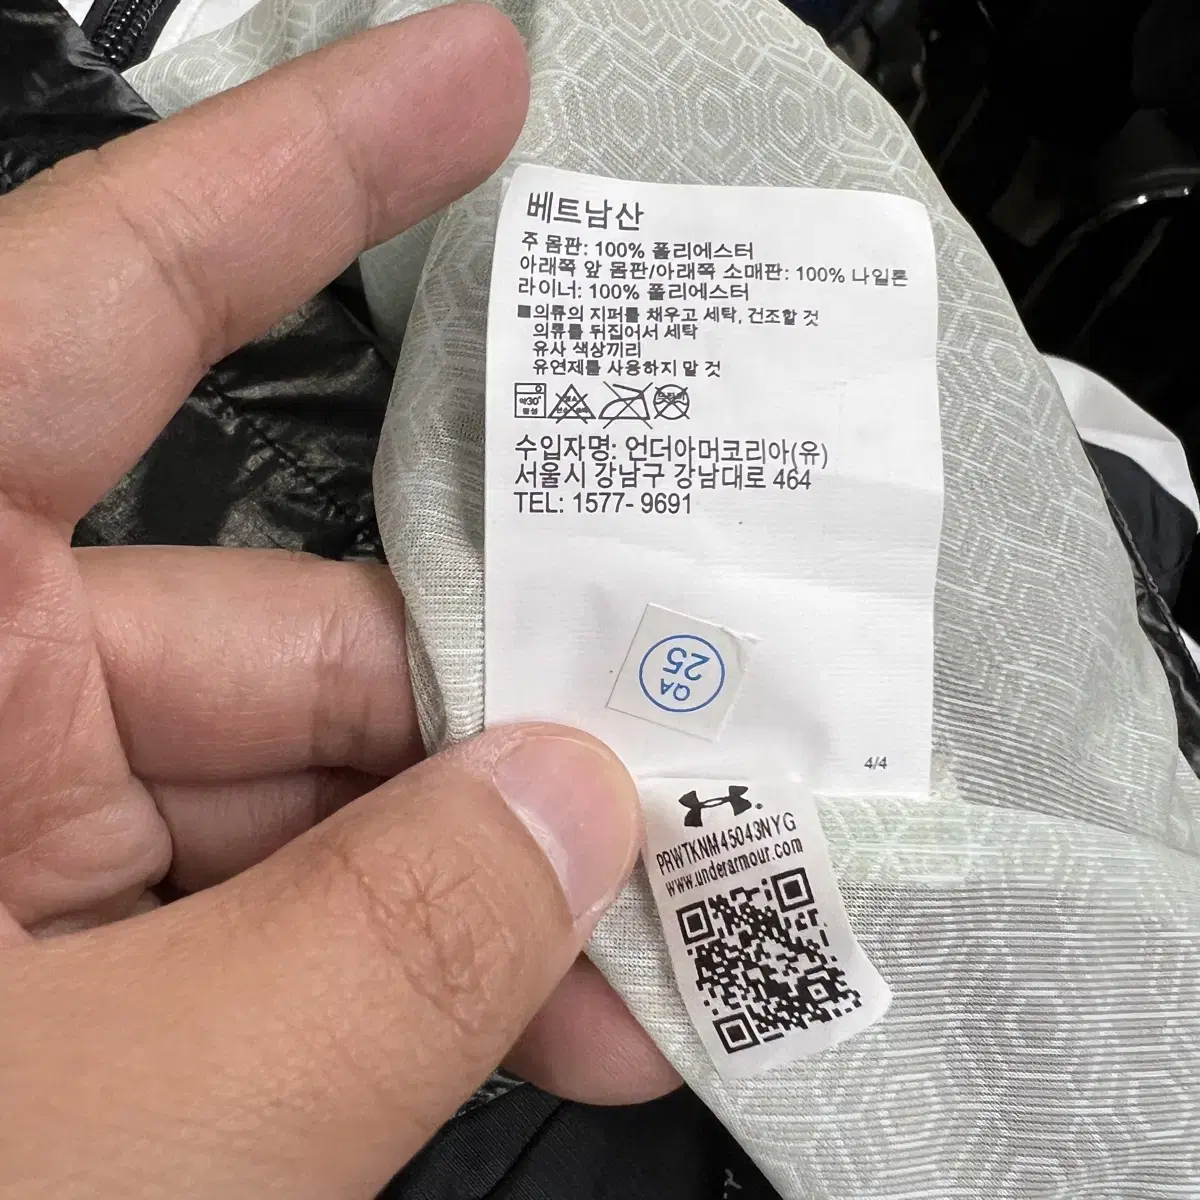 베트남산
주 몸판: 100% 폴리에스터
아래쪽 앞 몸판/아래쪽 소매판: 100% 나일론
라이너: 100% 폴리에스터
■의류의 지퍼를 채우고 세탁, 건조할 것
의류를 뒤집어서 세탁
유사 색상끼리
유연제를 사용하지 말 것
약30°
중성
수입자명: 언더아머코리아(유)
서울시 강남구 강남대로 464
TEL: 1577- 9691
QA
25
4/4
PRWTKNM45043NYG
www.underarmour.com